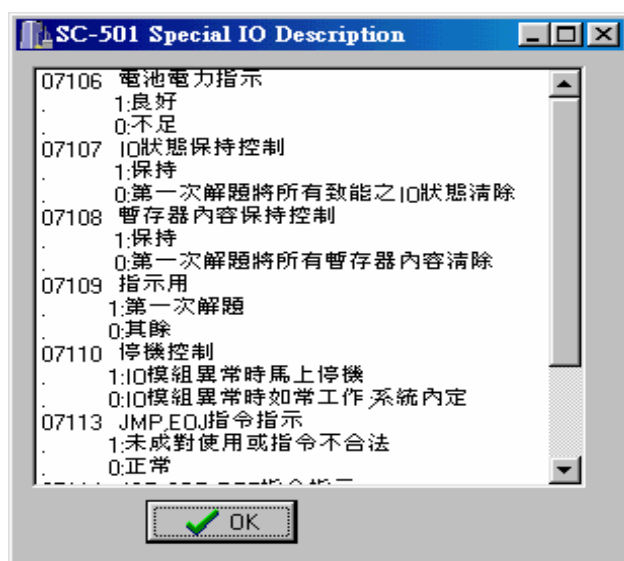 SC-501 Special IO Description
07106 電池電力指示
. 1:良好
. 0:不足
07107 IO狀態保持控制
. 1:保持
. 0:第一次解題將所有致能之IO狀態清除
07108 暫存器內容保持控制
. 1:保持
. 0:第一次解題將所有暫存器內容清除
07109 指示用
. 1:第一次解題
. 0:其餘
07110 停機控制
. 1:IO模組異常時馬上停機
. 0:IO模組異常時如常工作,系統內定
07113 JMP,EOJ指令指示
. 1:未成對使用或指令不合法
. 0:正常
OK